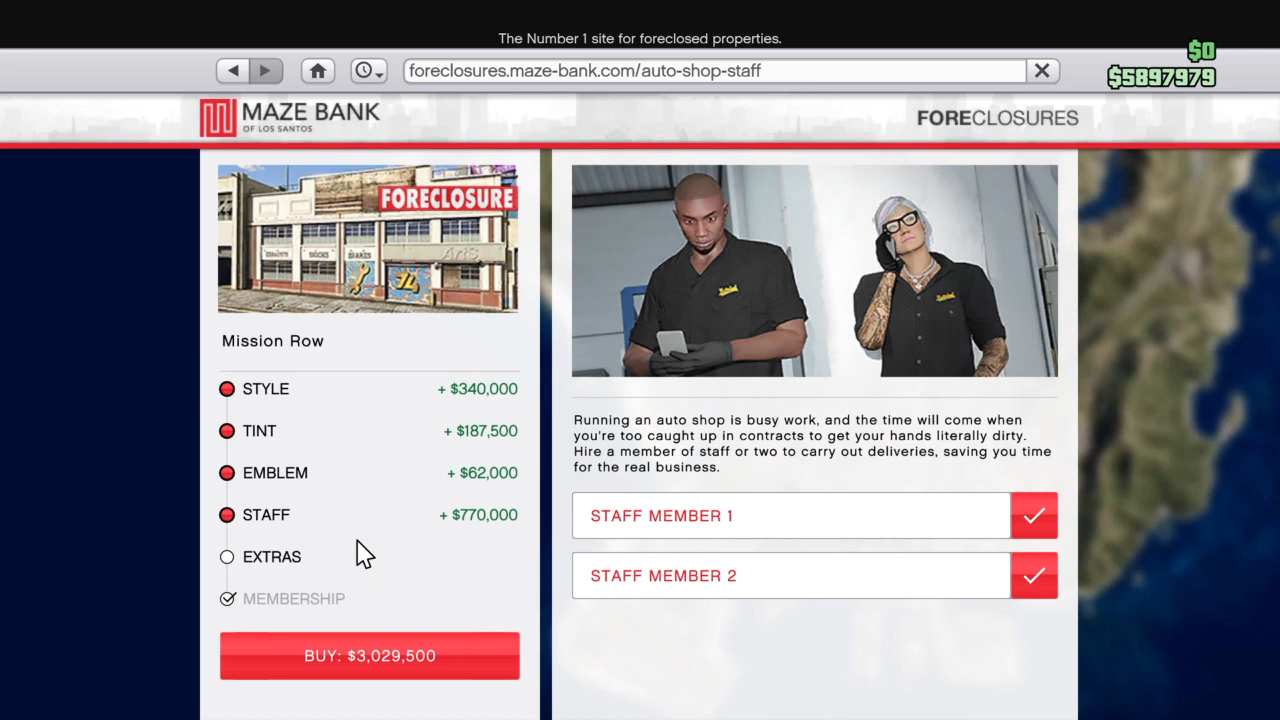 The Number 1 site for foreclosed properties.
$0
foreclosures.maze-bank.com/auto-shop-staff
$5897979
MAZE BANK
OF LOS SANTOS
FORECLOSURES
FORECLOSURE
BRAKES
Mission Row
STYLE + $340,000
TINT + $187,500
EMBLEM + $62,000
STAFF + $770,000
EXTRAS
MEMBERSHIP
BUY: $3,029,500
Running an auto shop is busy work, and the time will come when
you're too caught up in contracts to get your hands literally dirty.
Hire a member of staff or two to carry out deliveries, saving you time
for the real business.
STAFF MEMBER 1
STAFF MEMBER 2